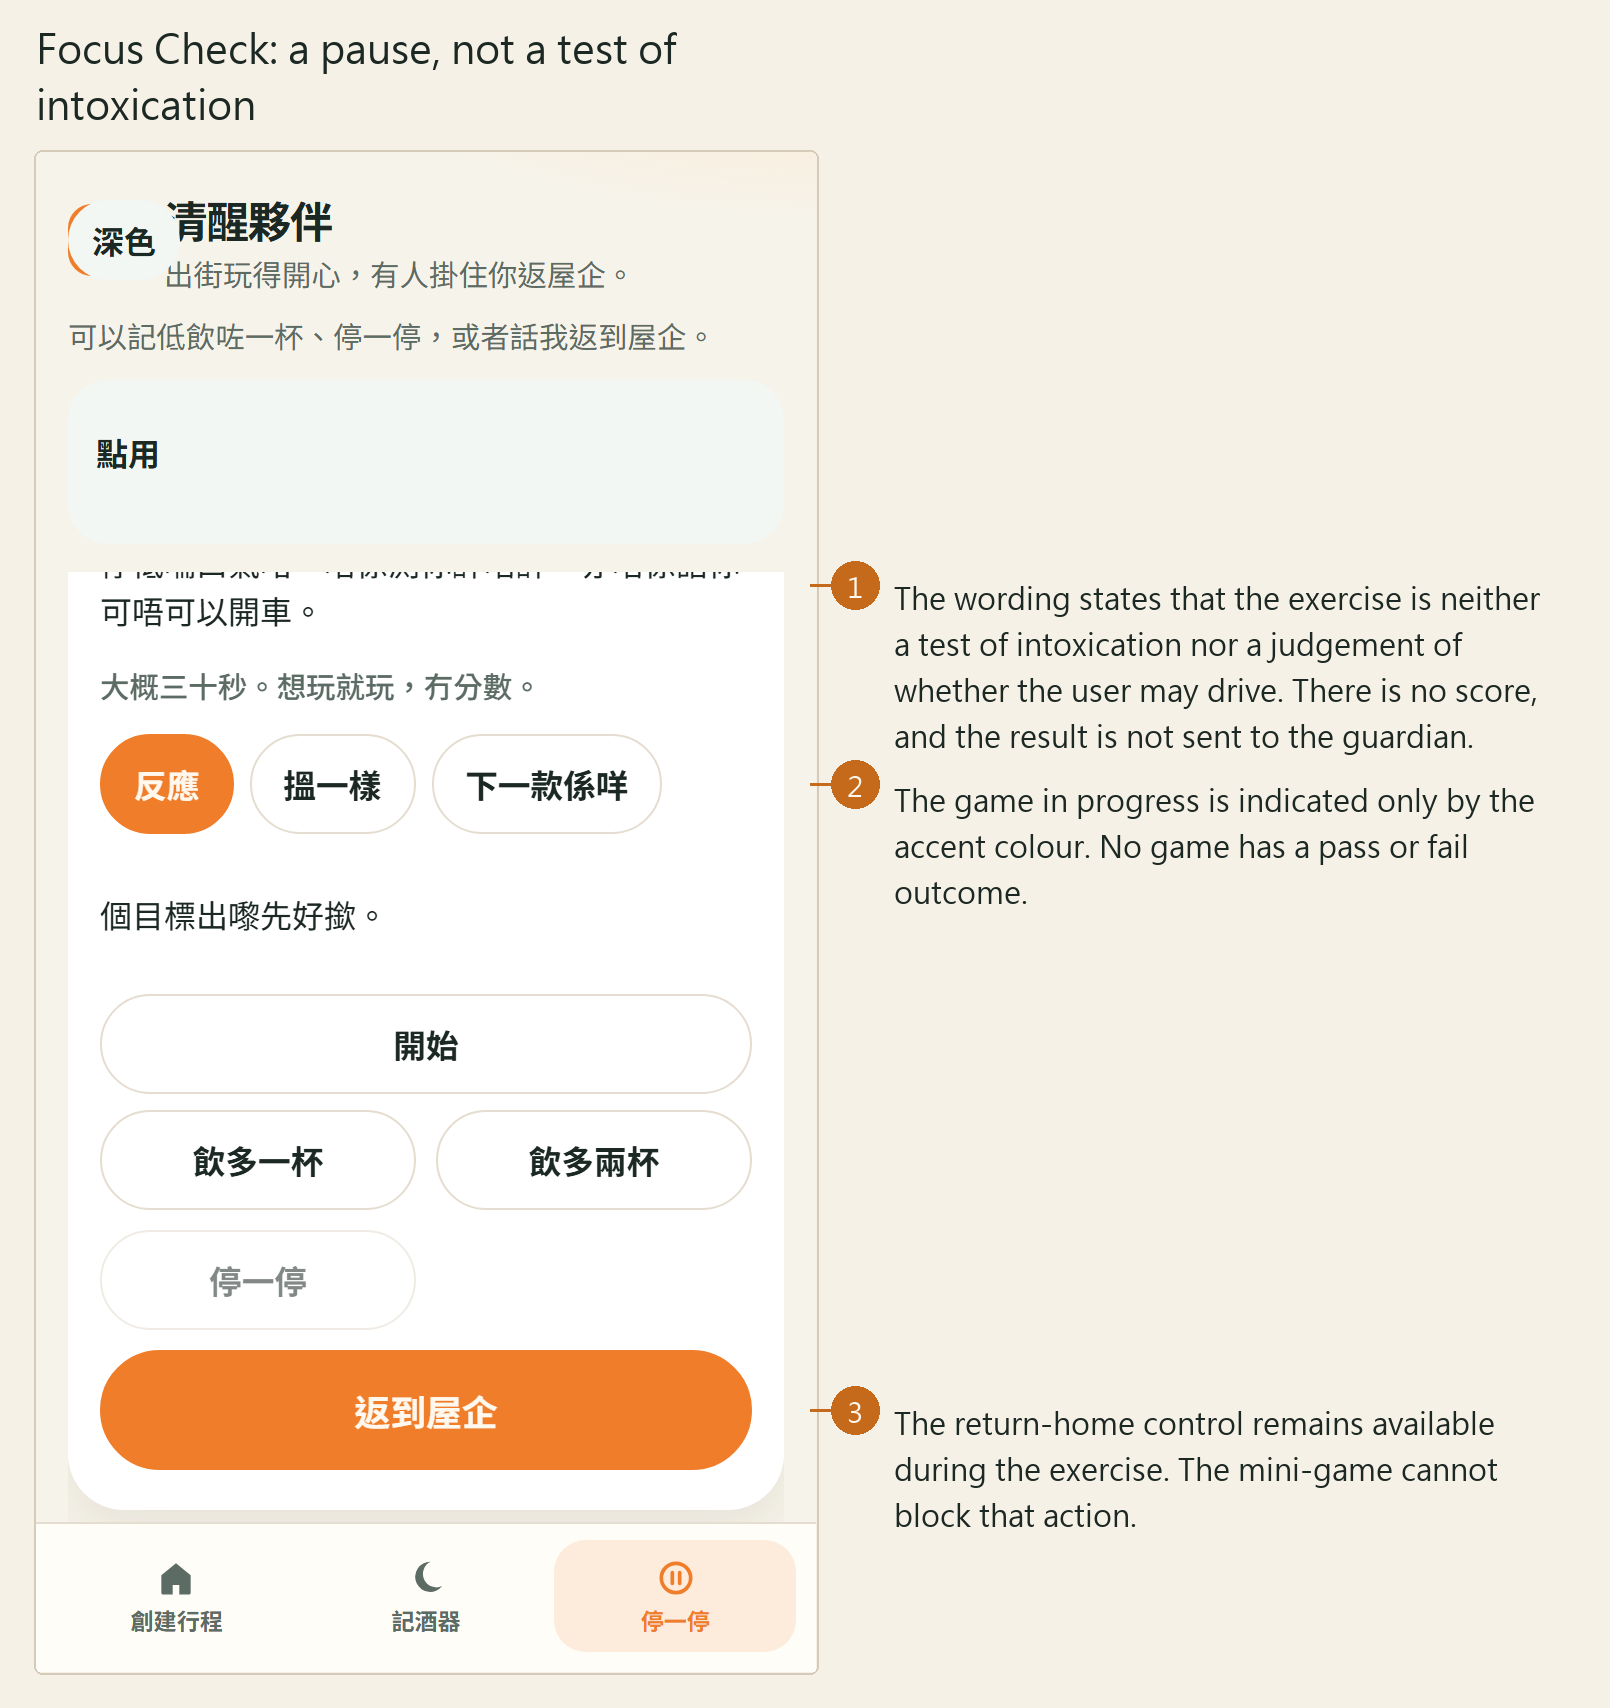 Focus Check: a pause, not a test of
intoxication
深色
清醒夥伴
出街玩得開心，有人掛住你返屋企。
可以記低飲咗一杯、停一停，或者話我返到屋企。
點用
可唔可以開車。
大概三十秒。想玩就玩，冇分數。
反應
搵一樣
下一款係咩
個目標出嚟先好撳。
開始
飲多一杯
飲多兩杯
停一停
返到屋企
創建行程
記酒器
停一停
1
The wording states that the exercise is neither
a test of intoxication nor a judgement of
whether the user may drive. There is no score,
and the result is not sent to the guardian.
2
The game in progress is indicated only by the
accent colour. No game has a pass or fail
outcome.
3
The return-home control remains available
during the exercise. The mini-game cannot
block that action.